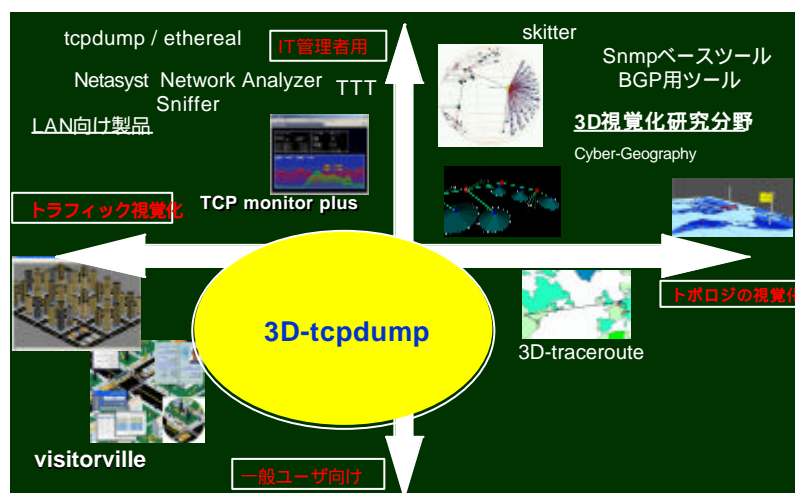 tcpdump / ethereal
IT管理者用
skitter
Snmpベースツール
BGP用ツール
Netasyst Network Analyzer
TTT
Sniffer
LAN向け製品
3D視覚化研究分野
Cyber-Geography
トラフィック視覚化
TCP monitor plus
トポロジの視覚化
3D-tcpdump
3D-traceroute
visitorville
一般ユーザ向け